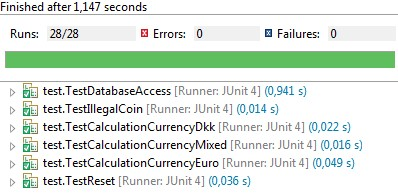 Finished after 1,147 seconds
Runs: 28/28 Errors: 0 Failures: 0
test.TestDatabaseAccess [Runner: JUnit 4] (0,941 s)
test.TestIllegalCoin [Runner: JUnit 4] (0,014 s)
test.TestCalculationCurrencyDkk [Runner: JUnit 4] (0,022 s)
test.TestCalculationCurrencyMixed [Runner: JUnit 4] (0,016 s)
test.TestCalculationCurrencyEuro [Runner: JUnit 4] (0,049 s)
test.TestReset [Runner: JUnit 4] (0,036 s)